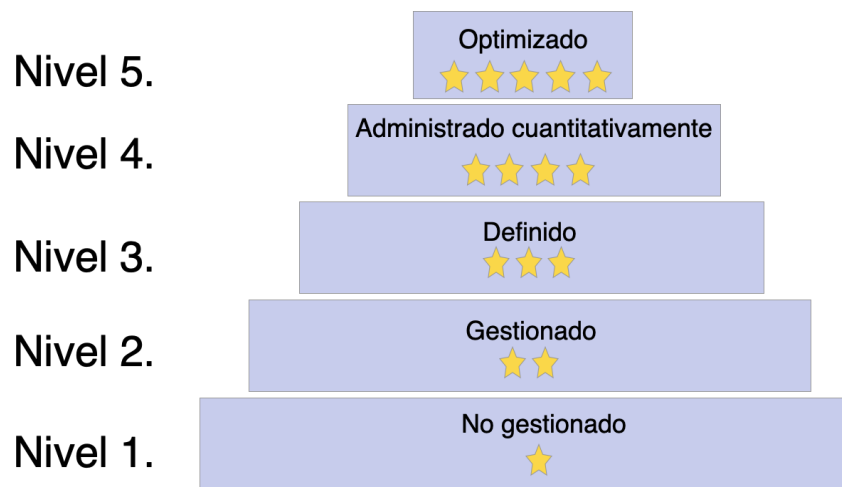 Nivel 5.
Optimizado
Nivel 4.
Administrado cuantitativamente
Nivel 3.
Definido
Nivel 2.
Gestionado
Nivel 1.
No gestionado